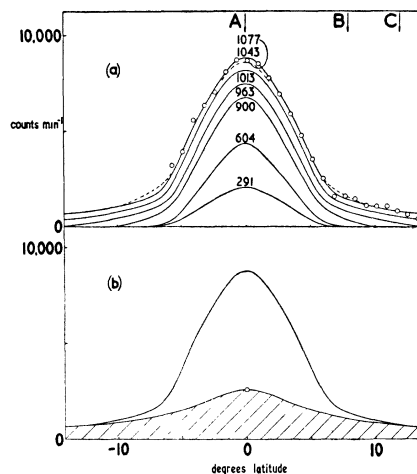 A B C
10,000
1077
1043
1013
963
900
604
291
(a)
counts min⁻¹
0
10,000
(b)
0
-10 0 10
degrees latitude